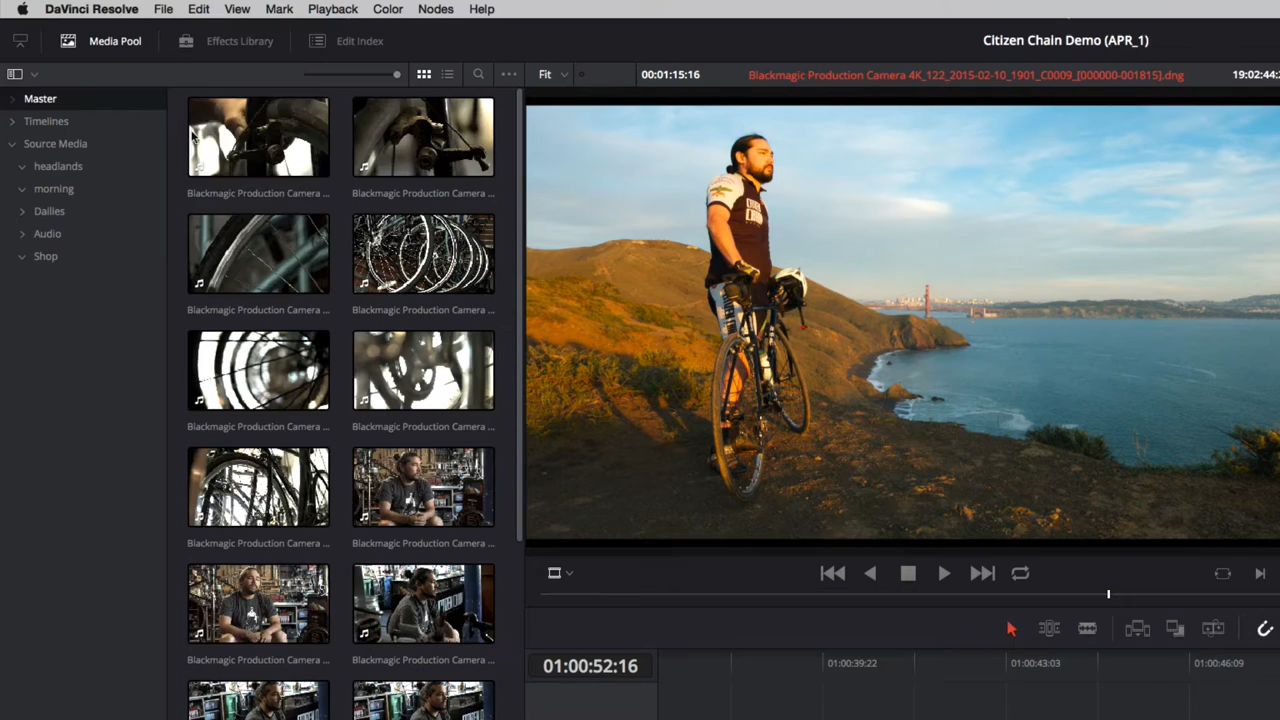 DaVinci Resolve File Edit View Mark Playback Color Nodes Help
Media Pool Effects Library Edit Index Citizen Chain Demo (APR_1)
Fit 00:01:15:16 Blackmagic Production Camera 4K_122_2015-02-10_1901_C0009_[000000-001815].dng 19:02:44:2
Master
Timelines
Source Media
headlands
morning
Dailies
Audio
Shop
Blackmagic Production Camera ... Blackmagic Production Camera ...
Blackmagic Production Camera ... Blackmagic Production Camera ...
Blackmagic Production Camera ... Blackmagic Production Camera ...
Blackmagic Production Camera ... Blackmagic Production Camera ...
Blackmagic Production Camera ... Blackmagic Production Camera ...
01:00:52:16 01:00:39:22 01:00:43:03 01:00:46:09